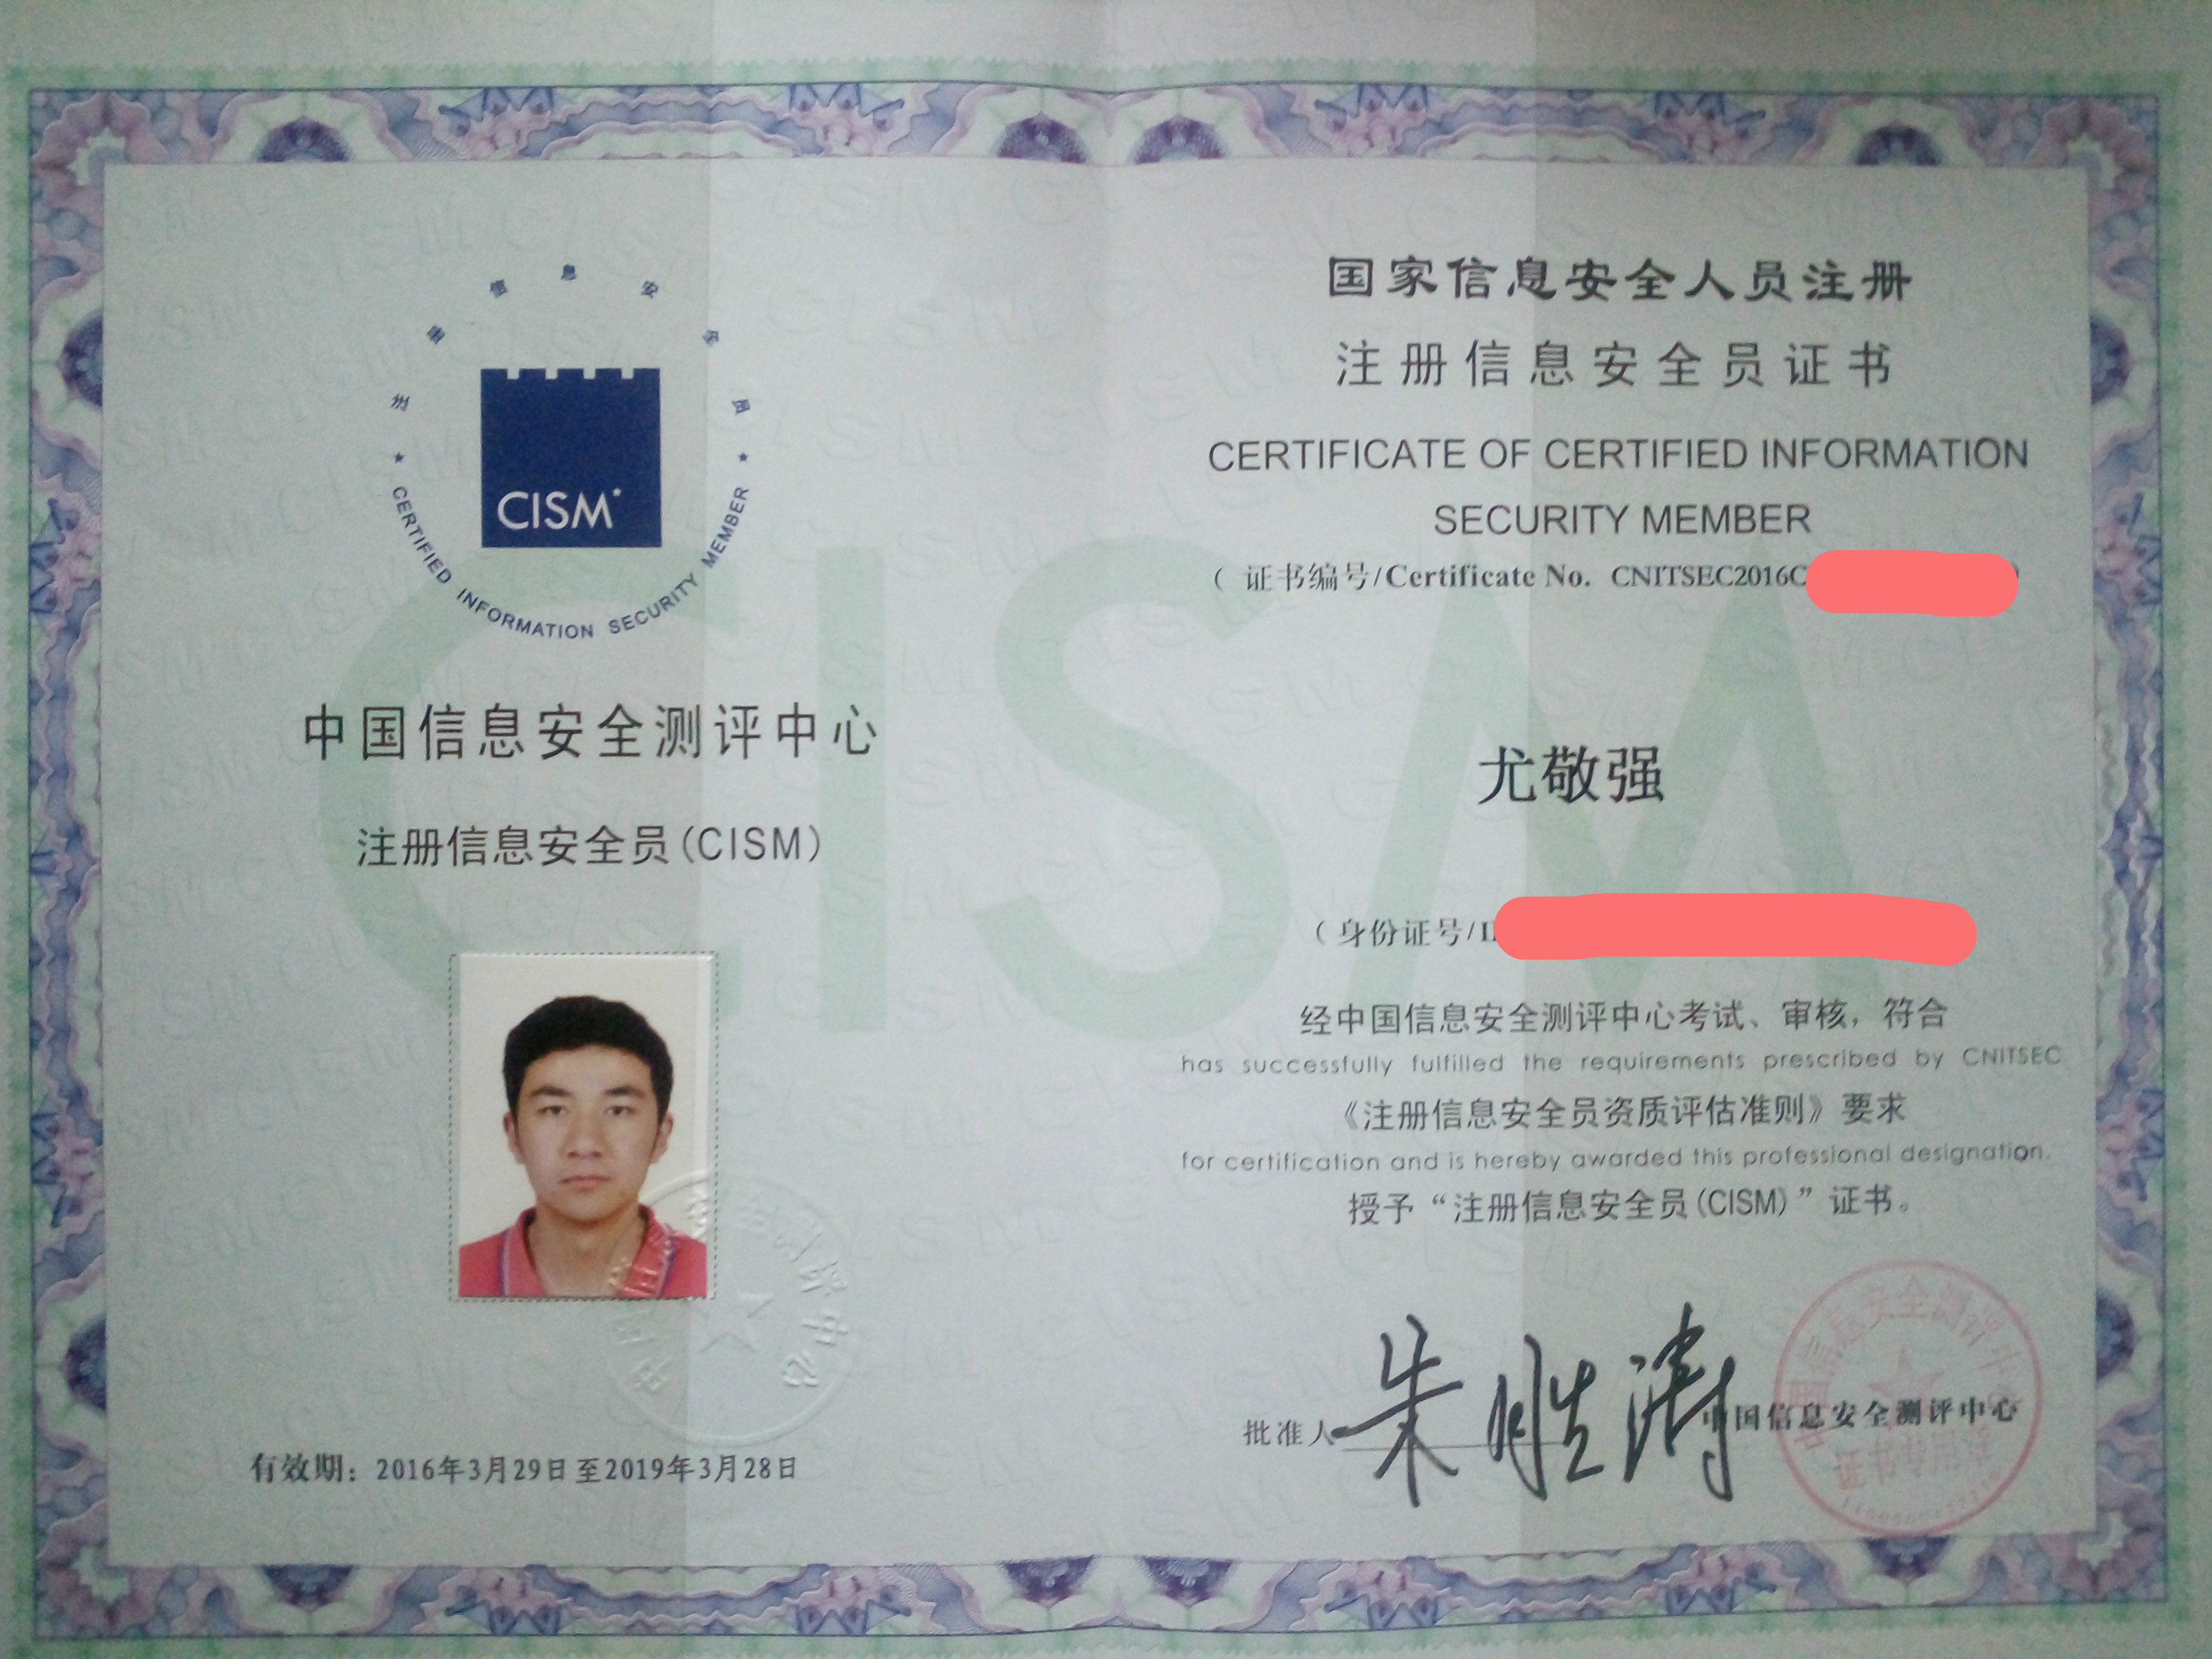 注册信息安全员
CISM
CERTIFIED INFORMATION SECURITY MEMBER
中国信息安全测评中心
注册信息安全员(CISM)
有效期：2016年3月29日至2019年3月28日
国家信息安全人员注册
注册信息安全员证书
CERTIFICATE OF CERTIFIED INFORMATION
SECURITY MEMBER
（ 证书编号/Certificate No. CNITSEC2016C ）
尤敬强
（ 身份证号/I
经中国信息安全测评中心考试、审核，符合
has successfully fulfilled the requirements prescribed by CNITSEC
《注册信息安全员资质评估准则》要求
for certification and is hereby awarded this professional designation.
授予“注册信息安全员(CISM)”证书。
批准人 朱胜涛
中国信息安全测评中心
中国信息安全测评中心
证书专用章